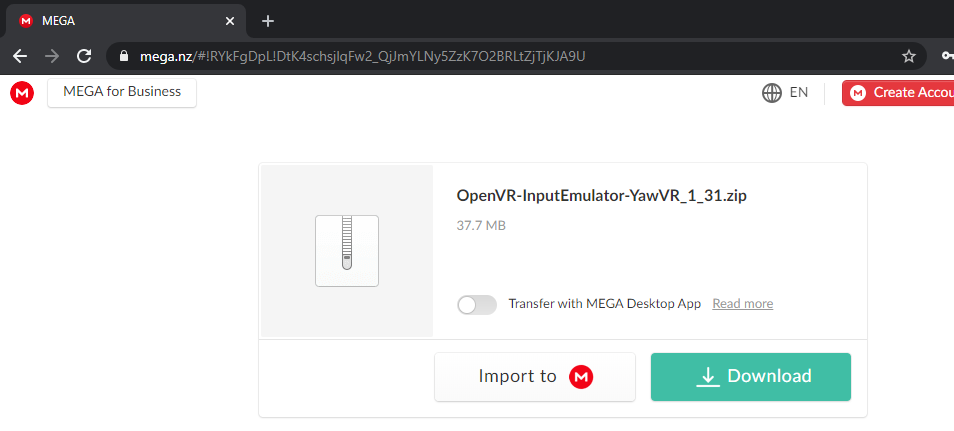 MEGA
mega.nz/#!RYkFgDpL!DtK4schsjlqFw2_QjJmYLNy5ZzK7O2BRLtZjTjKJA9U
MEGA for Business
EN
Create Accou
OpenVR-InputEmulator-YawVR_1_31.zip
37.7 MB
Transfer with MEGA Desktop App Read more
Import to
Download